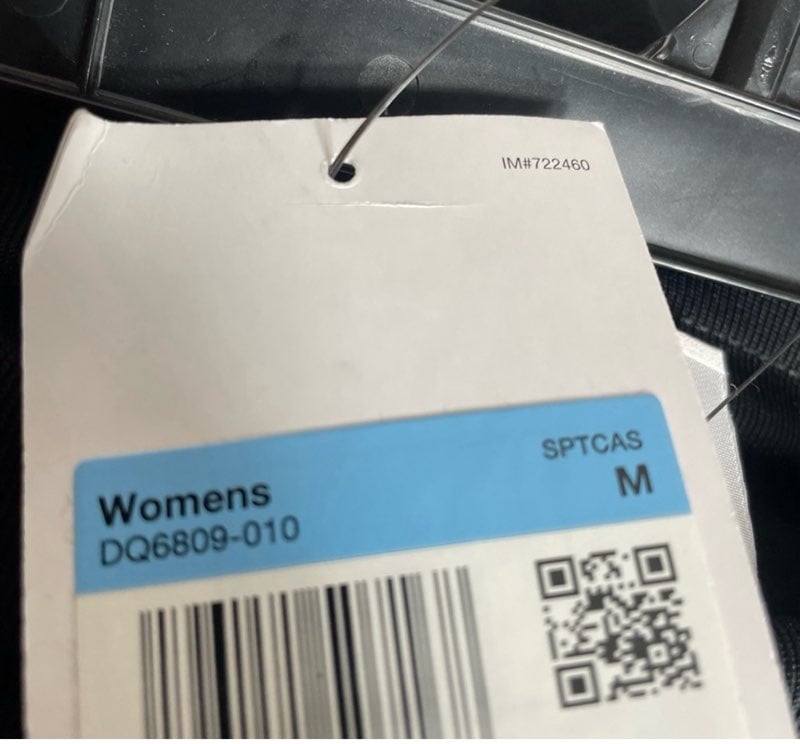 IM#722460
SPTCAS
Womens
M
DQ6809-010